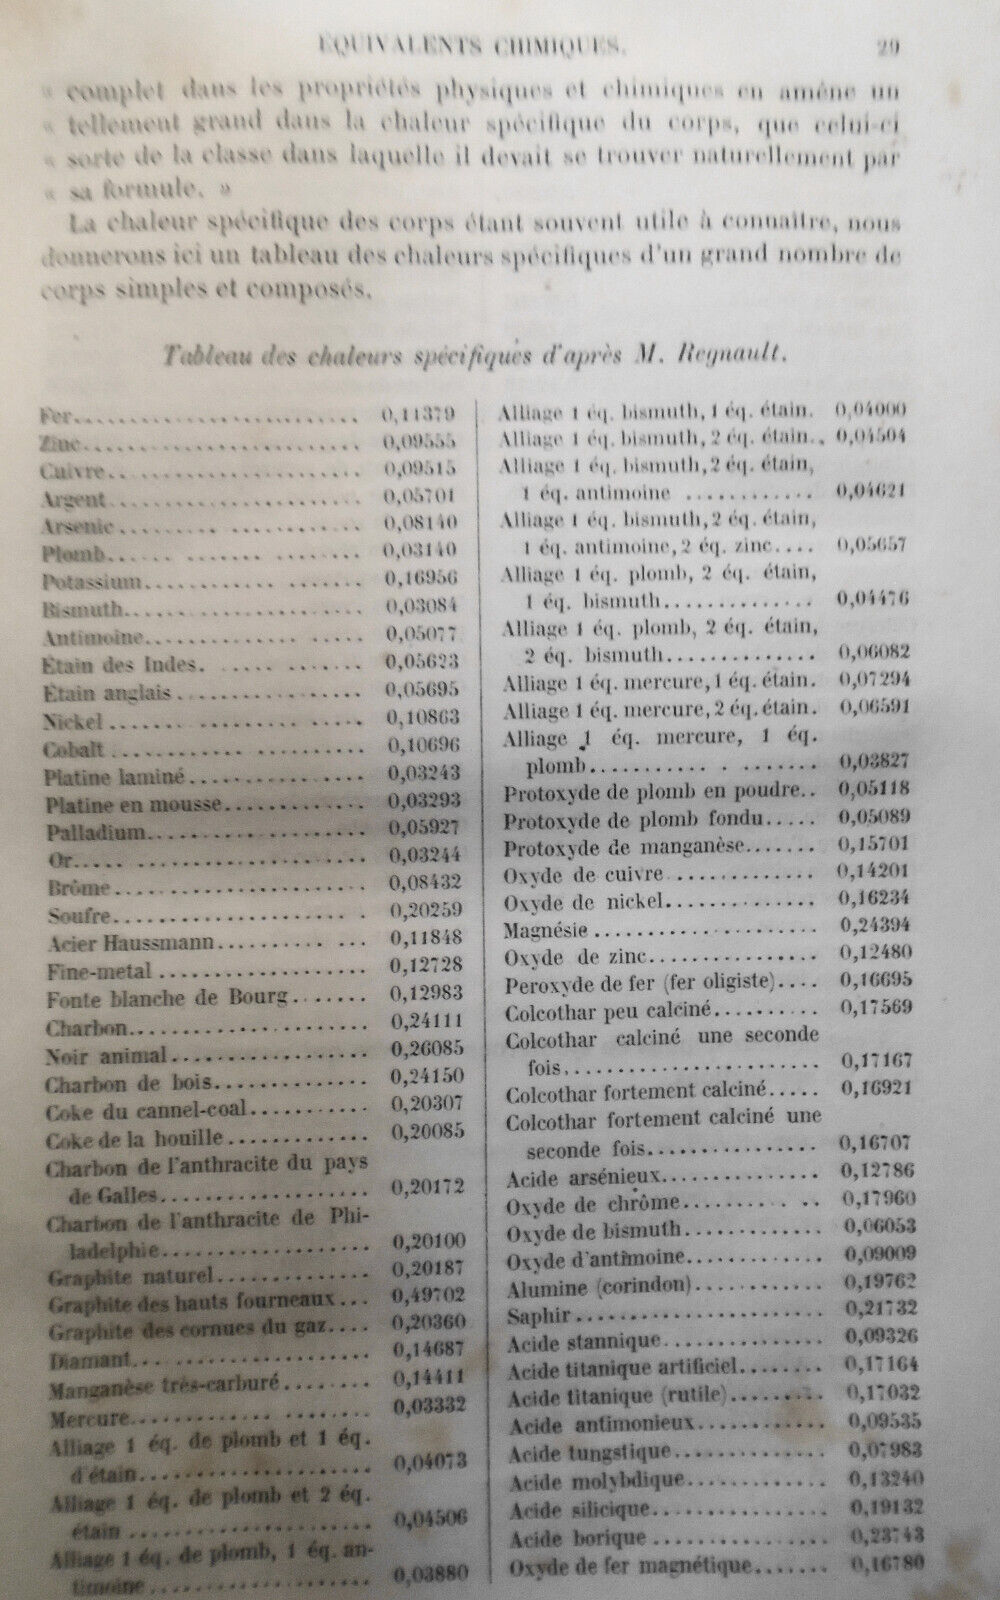 ÉQUIVALENTS CHIMIQUES. 29
« complet dans les propriétés physiques et chimiques en amène un
« tellement grand dans la chaleur spécifique du corps, que celui-ci
« sorte de la classe dans laquelle il devait se trouver naturellement par
« sa formule. »
La chaleur spécifique des corps étant souvent utile à connaître, nous
donnerons ici un tableau des chaleurs spécifiques d'un grand nombre de
corps simples et composés.
Tableau des chaleurs spécifiques d'après M. Regnault.
Fer........................... 0,11379
Zinc.......................... 0,09555
Cuivre........................ 0,09515
Argent........................ 0,05701
Arsenic....................... 0,08140
Plomb......................... 0,03140
Potassium..................... 0,16956
Bismuth....................... 0,03084
Antimoine..................... 0,05077
Étain des Indes............... 0,05623
Étain anglais................. 0,05695
Nickel........................ 0,10863
Cobalt........................ 0,10696
Platine laminé................ 0,03243
Platine en mousse............. 0,03293
Palladium..................... 0,05927
Or............................ 0,03244
Brôme......................... 0,08432
Soufre........................ 0,20259
Acier Haussmann............... 0,11848
Fine-metal.................... 0,12728
Fonte blanche de Bourg........ 0,12983
Charbon....................... 0,24111
Noir animal................... 0,26085
Charbon de bois............... 0,24150
Coke du cannel-coal........... 0,20307
Coke de la houille............ 0,20085
Charbon de l'anthracite du pays
de Galles..................... 0,20172
Charbon de l'anthracite de Phi-
ladelphie..................... 0,20100
Graphite naturel.............. 0,20187
Graphite des hauts fourneaux... 0,49702
Graphite des cornues du gaz.... 0,20360
Diamant....................... 0,14687
Manganèse très-carburé........ 0,14411
Mercure....................... 0,03332
Alliage 1 éq. de plomb et 1 éq.
d'étain....................... 0,04073
Alliage 1 éq. de plomb et 2 éq.
étain......................... 0,04506
Alliage 1 éq. de plomb, 1 éq. an-
timoine....................... 0,03880
Alliage 1 éq. bismuth, 1 éq. étain. 0,04000
Alliage 1 éq. bismuth, 2 éq. étain.. 0,04504
Alliage 1 éq. bismuth, 2 éq. étain,
1 éq. antimoine ............ 0,04621
Alliage 1 éq. bismuth, 2 éq. étain,
1 éq. antimoine, 2 éq. zinc.... 0,05657
Alliage 1 éq. plomb, 2 éq. étain,
1 éq. bismuth.............. 0,04476
Alliage 1 éq. plomb, 2 éq. étain,
2 éq. bismuth.............. 0,06082
Alliage 1 éq. mercure, 1 éq. étain. 0,07294
Alliage 1 éq. mercure, 2 éq. étain. 0,06591
Alliage 1 éq. mercure, 1 éq.
plomb..................... 0,03827
Protoxyde de plomb en poudre.. 0,05118
Protoxyde de plomb fondu..... 0,05089
Protoxyde de manganèse....... 0,15701
Oxyde de cuivre ............. 0,14201
Oxyde de nickel.............. 0,16234
Magnésie .................... 0,24394
Oxyde de zinc................ 0,12480
Peroxyde de fer (fer oligiste).... 0,16695
Colcothar peu calciné.......... 0,17569
Colcothar calciné une seconde
fois........................ 0,17167
Colcothar fortement calciné..... 0,16921
Colcothar fortement calciné une
seconde fois................ 0,16707
Acide arsénieux.............. 0,12786
Oxyde de chrôme............. 0,17960
Oxyde de bismuth............ 0,06053
Oxyde d'antimoine............ 0,09009
Alumine (corindon)............ 0,19762
Saphir...................... 0,21732
Acide stannique.............. 0,09326
Acide titanique artificiel........ 0,17164
Acide titanique (rutile)......... 0,17032
Acide antimonieux............ 0,09535
Acide tungstique.............. 0,07983
Acide molybdique............. 0,13240
Acide silicique............... 0,19132
Acide borique ............... 0,23743
Oxyde de fer magnétique....... 0,16780